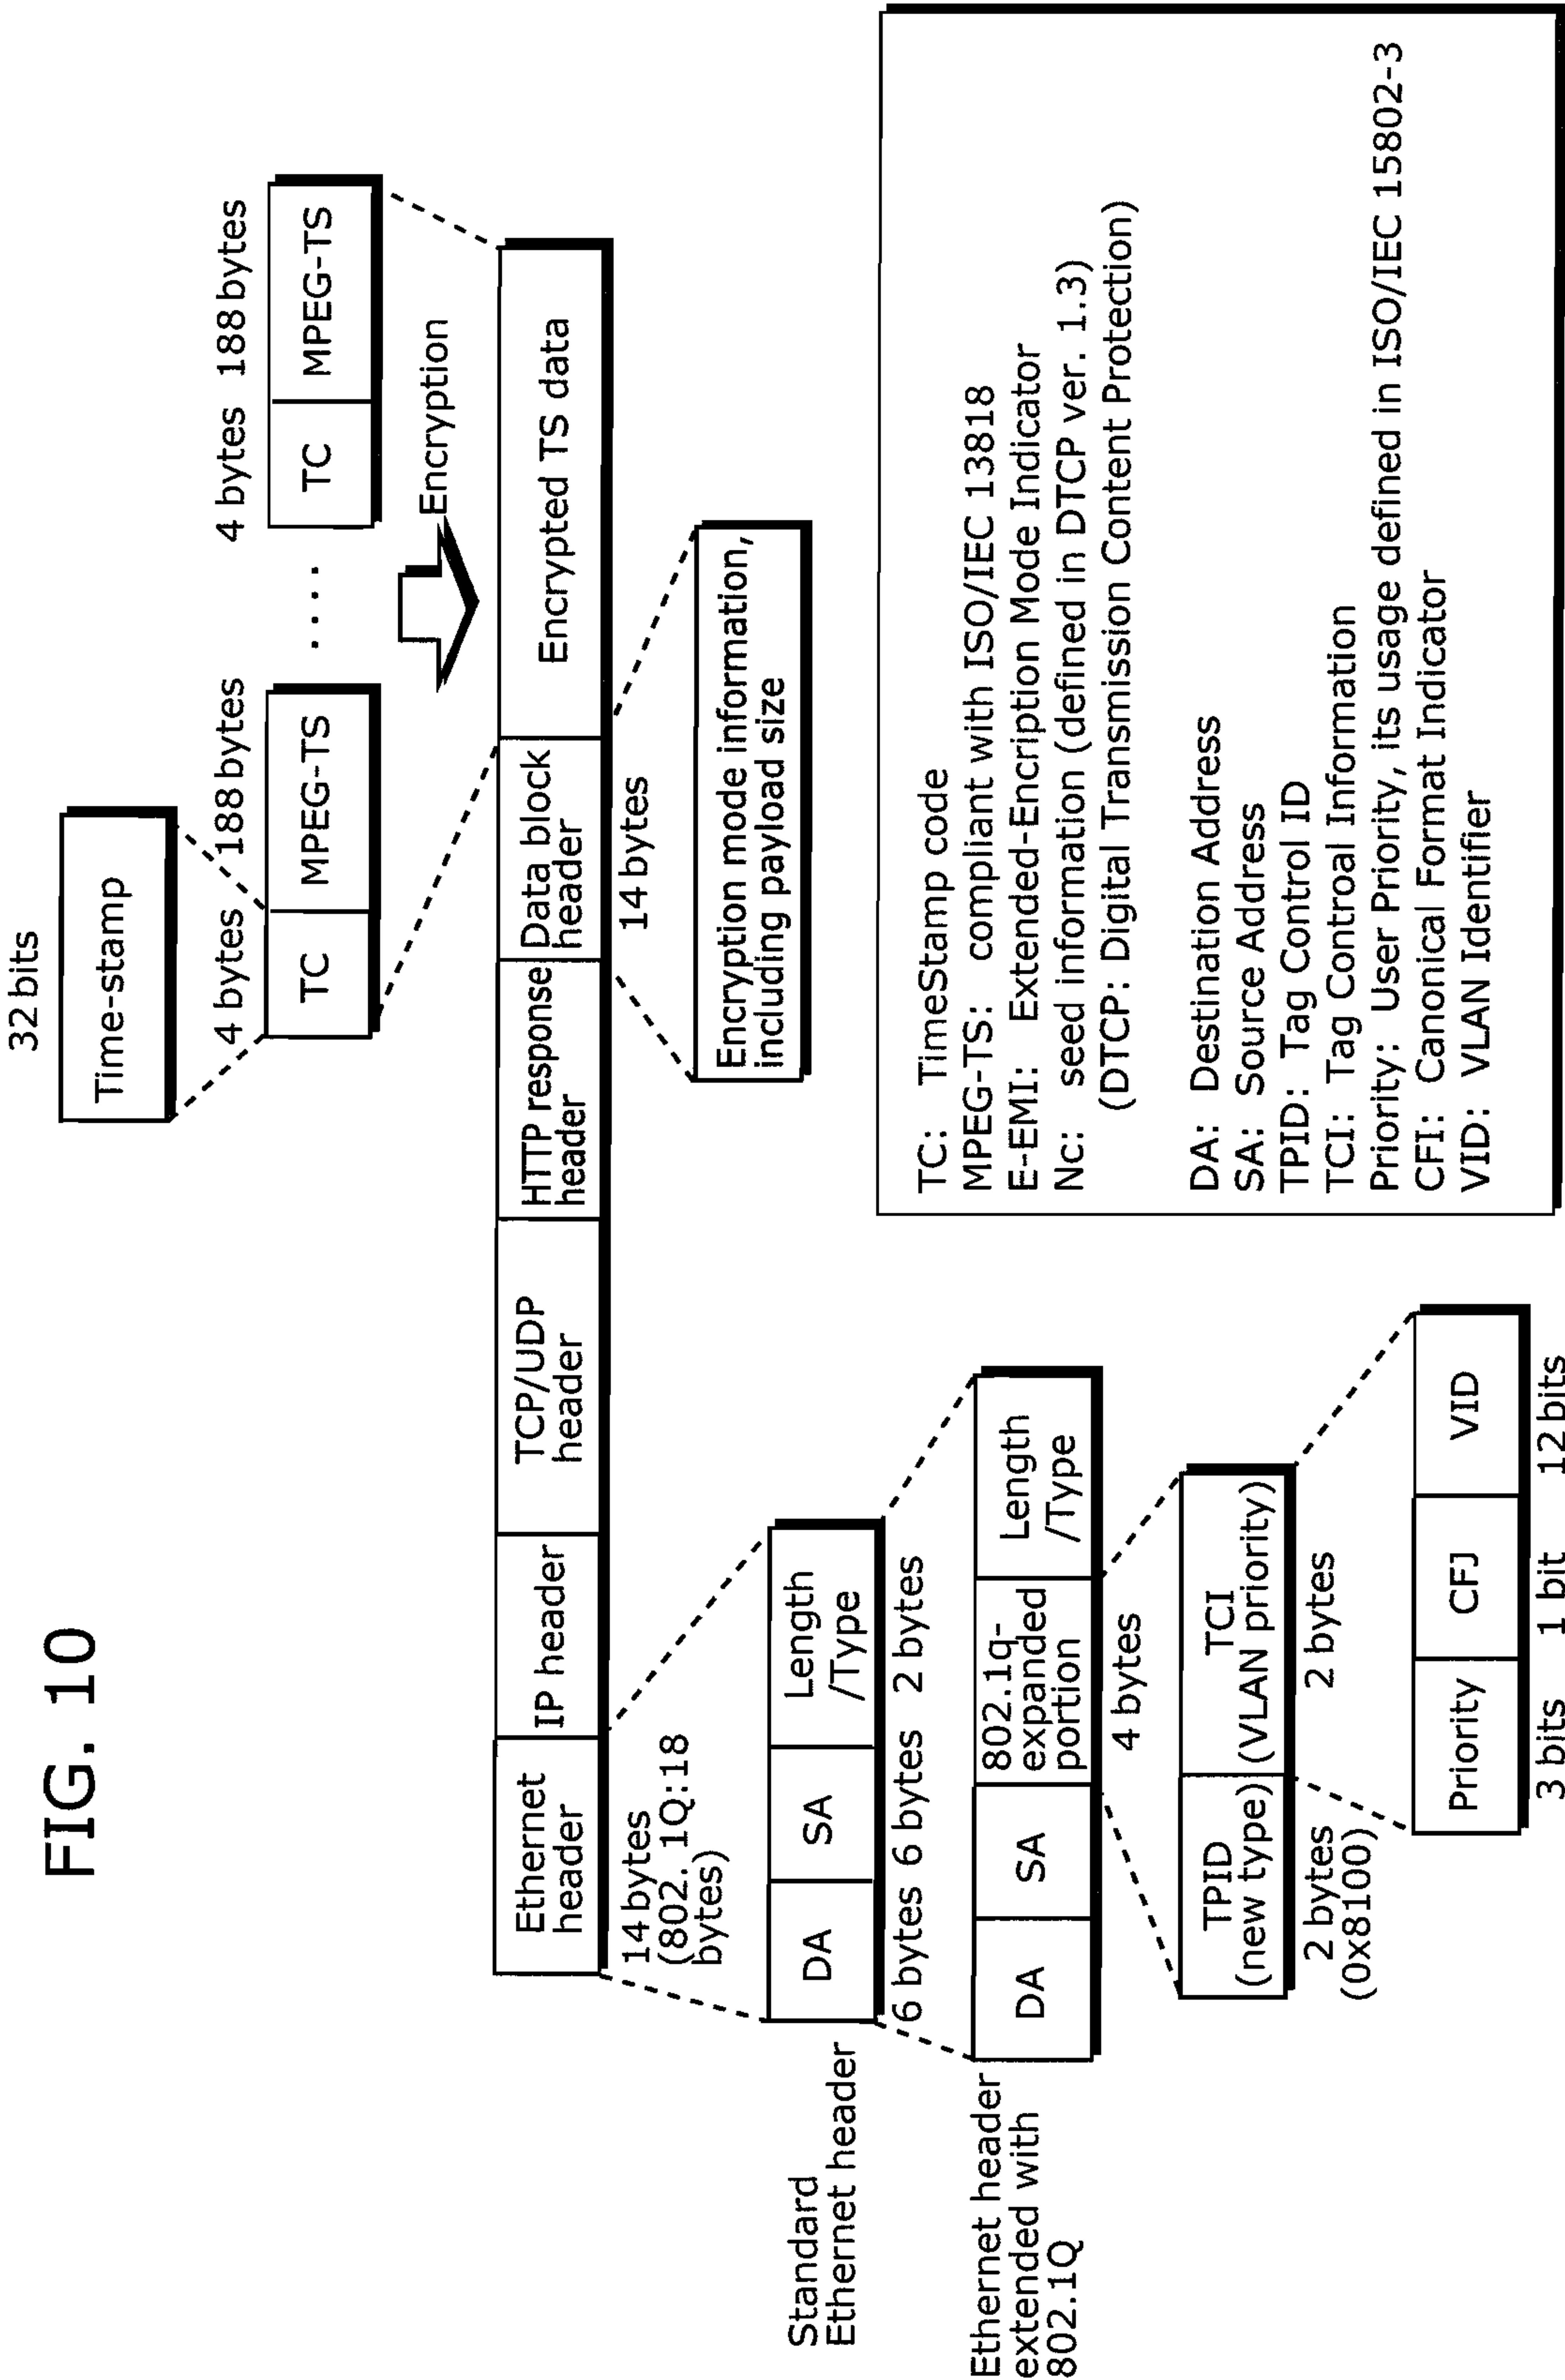 FIG. 10
32 bits
Time-stamp
4 bytes 188 bytes
TC MPEG-TS
....
4 bytes 188 bytes
TC MPEG-TS
Encryption
Ethernet
header
IP header
TCP/UDP
header
HTTP response
header
Data block
header
Encrypted TS data
14 bytes
(802. 1Q:18
bytes)
14 bytes
Encryption mode information,
including payload size
Standard
Ethernet header
DA
SA
Length
/Type
6 bytes 6 bytes 2 bytes
Ethernet header
extended with
802.1Q
DA
SA
802.1q-
expanded
portion
Length
/Type
4 bytes
TPID
(new type)
TCI
(VLAN priority)
2 bytes
(0x8100)
2 bytes
Priority
CFJ
VID
3 bits 1 bit 12 bits
TC: TimeStamp code
MPEG-TS: compliant with ISO/IEC 13818
E-EMI: Extended-Encription Mode Indicator
Nc: seed information (defined in DTCP ver. 1.3)
(DTCP: Digital Transmission Content Protection)
DA: Destination Address
SA: Source Address
TPID: Tag Control ID
TCI: Tag Controal Information
Priority: User Priority, its usage defined in ISO/IEC 15802-3
CFI: Canonical Format Indicator
VID: VLAN Identifier